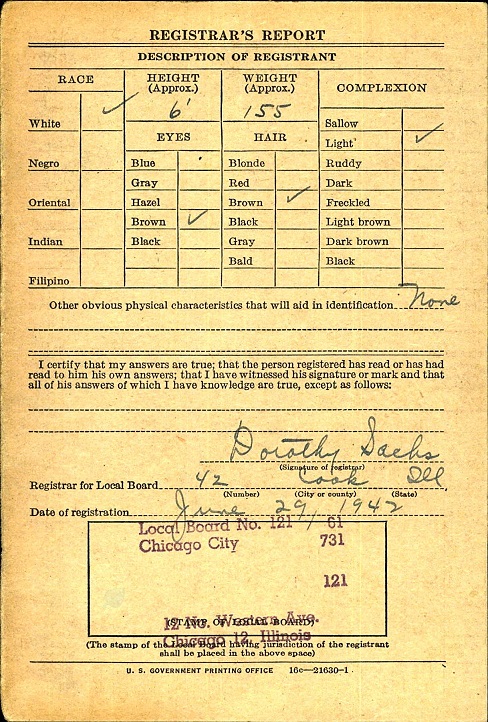 REGISTRAR'S REPORT
DESCRIPTION OF REGISTRANT
RACE HEIGHT (Approx.) WEIGHT (Approx.) COMPLEXION
6' 155
White ✓ Sallow
EYES HAIR Light ✓
Negro Blue Blonde Ruddy
Gray Red Dark
Oriental Hazel Brown ✓ Freckled
Brown ✓ Black Light brown
Indian Black Gray Dark brown
Bald Black
Filipino
Other obvious physical characteristics that will aid in identification None
I certify that my answers are true; that the person registered has read or has had
read to him his own answers; that I have witnessed his signature or mark and that
all of his answers of which I have knowledge are true, except as follows:
Dorothy Sachs
(Signature of registrar)
Registrar for Local Board 42 Cook Ill
(Number) (City or county) (State)
Date of registration June 29, 1942
Local Board No. 121 61
Chicago City 731
121
12 No. Western Ave.
(STAMP OF LOCAL BOARD)
Chicago 12, Illinois
(The stamp of the Local Board having jurisdiction of the registrant
shall be placed in the above space)
U. S. GOVERNMENT PRINTING OFFICE 16c—21630-1